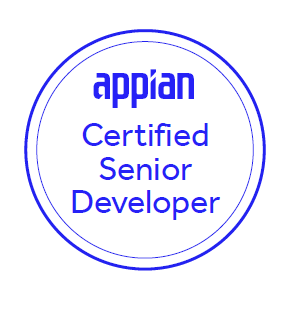 appian
Certified
Senior
Developer